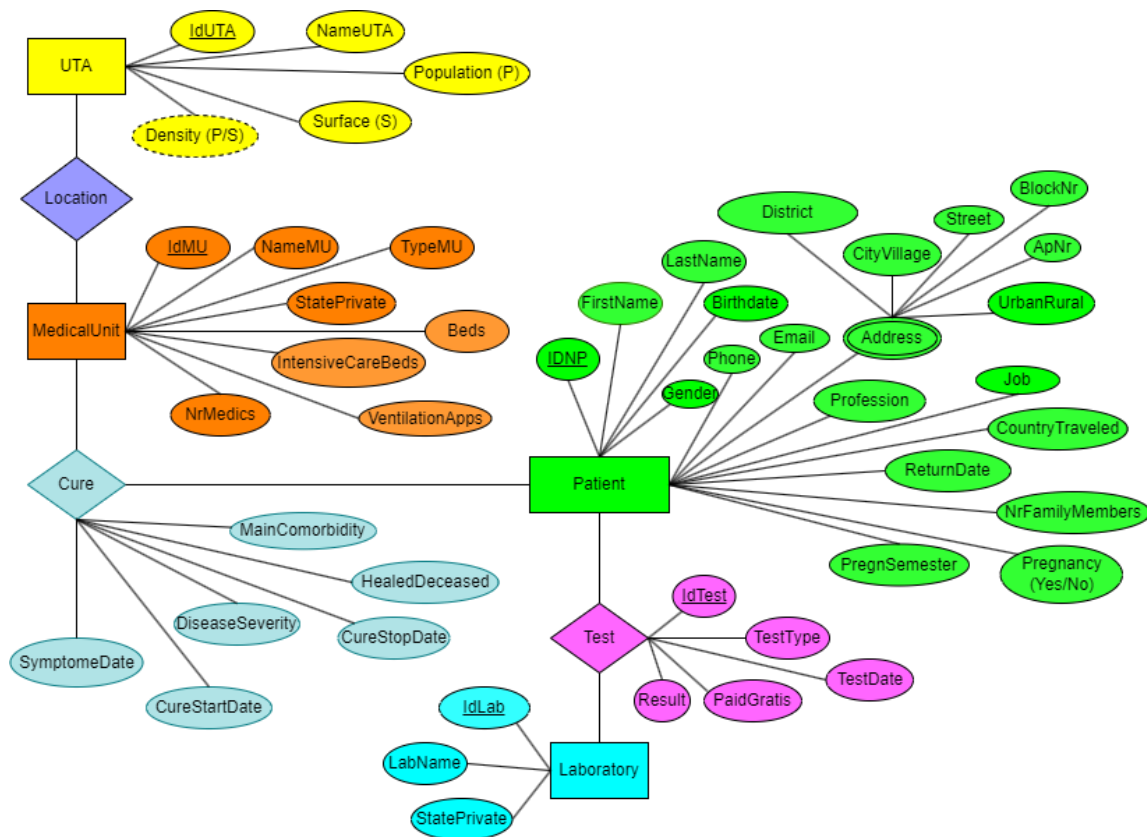 IdUTA
NameUTA
UTA
Population (P)
Surface (S)
Density (P/S)
Location
IdMU
NameMU
TypeMU
StatePrivate
MedicalUnit
Beds
IntensiveCareBeds
NrMedics
VentilationApps
District
BlockNr
Street
CityVillage
ApNr
LastName
FirstName
Birthdate
UrbanRural
Address
Email
Phone
IDNP
Gender
Profession
Job
CountryTraveled
ReturnDate
NrFamilyMembers
PregnSemester
Pregnancy
(Yes/No)
Patient
Cure
MainComorbidity
HealedDeceased
DiseaseSeverity
CureStopDate
SymptomeDate
CureStartDate
IdTest
Test
TestType
TestDate
Result
PaidGratis
IdLab
LabName
Laboratory
StatePrivate